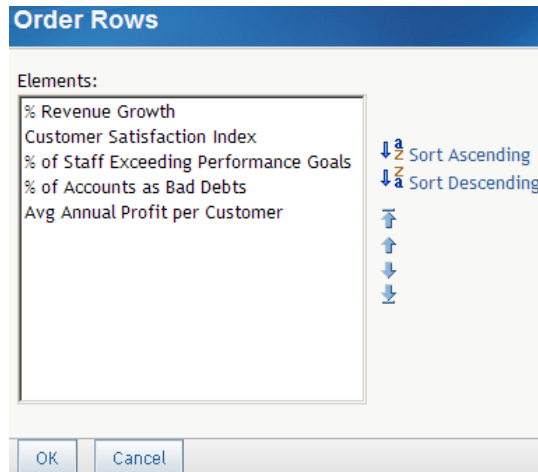 Order Rows
Elements:
% Revenue Growth
Customer Satisfaction Index
% of Staff Exceeding Performance Goals
% of Accounts as Bad Debts
Avg Annual Profit per Customer
a
z Sort Ascending
z
a Sort Descending
OK Cancel